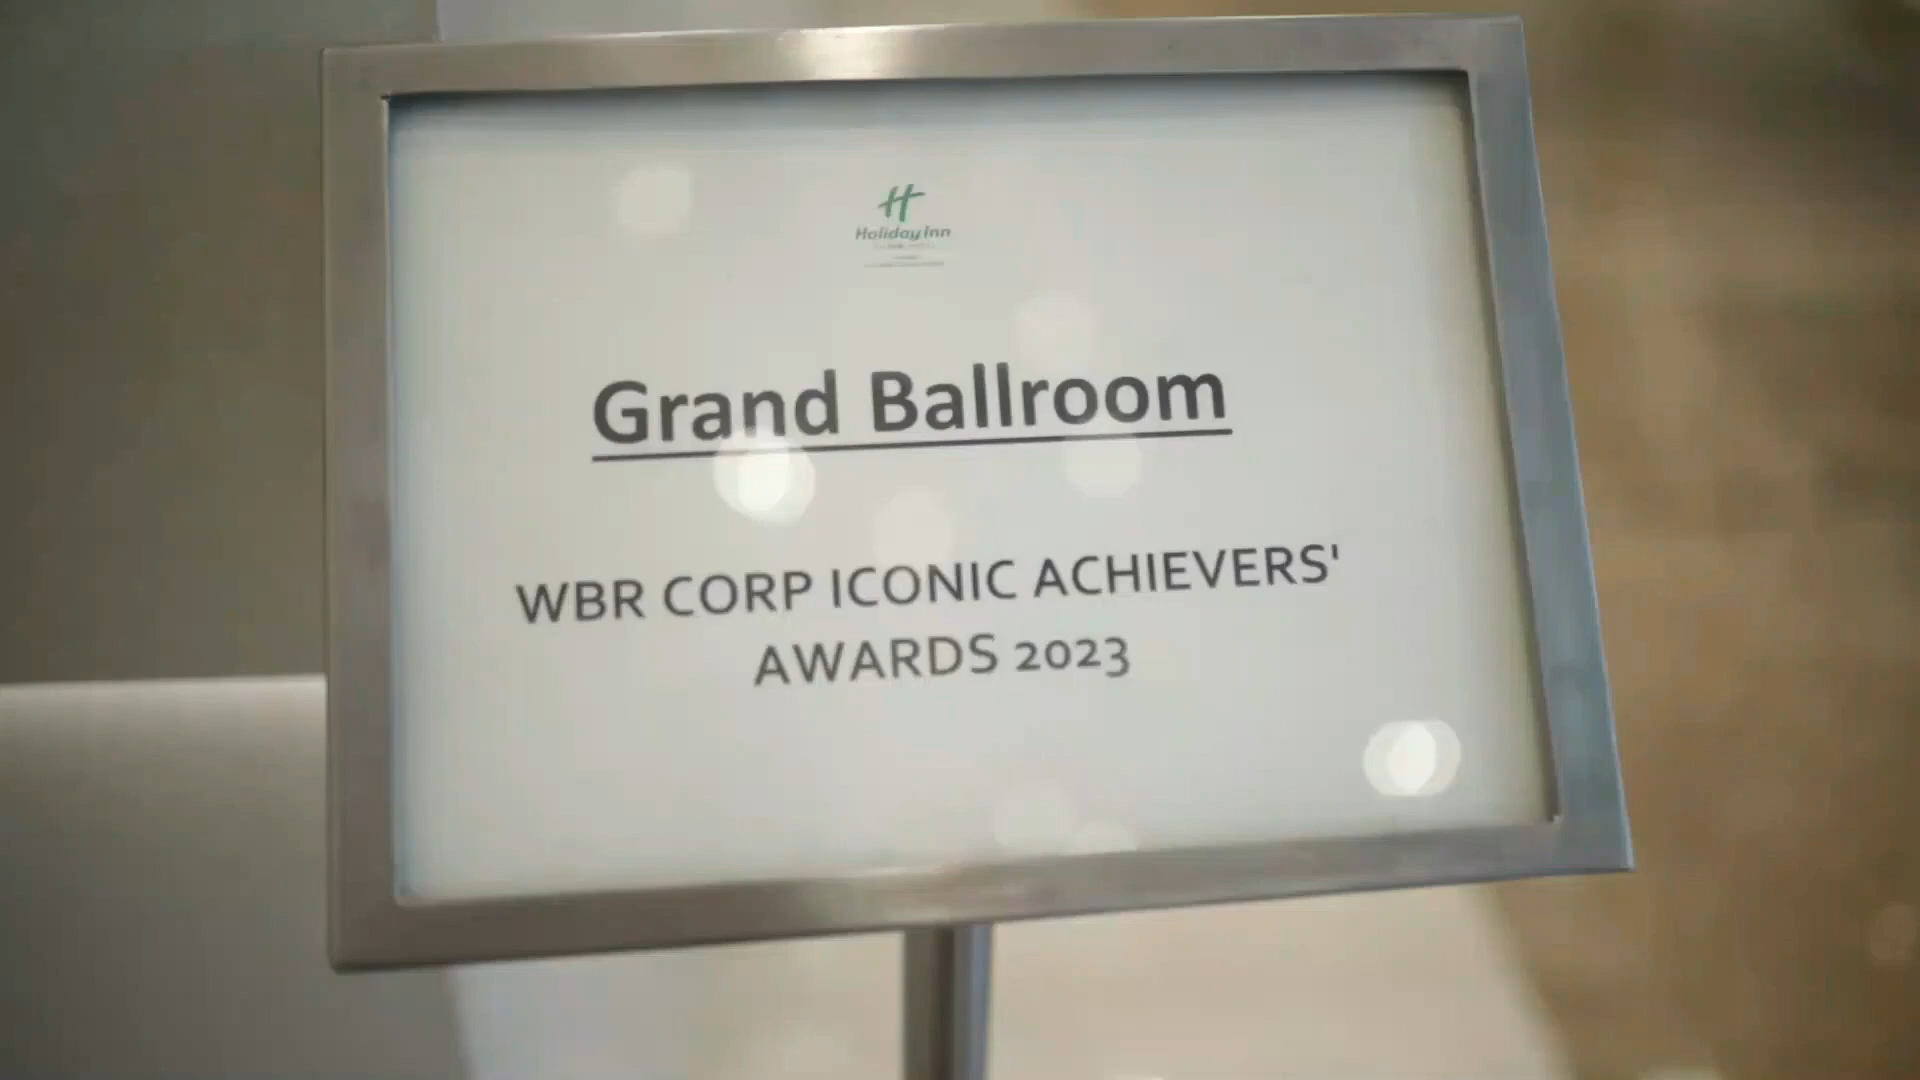 H
Holiday Inn
Grand Ballroom
WBR CORP ICONIC ACHIEVERS'
AWARDS 2023